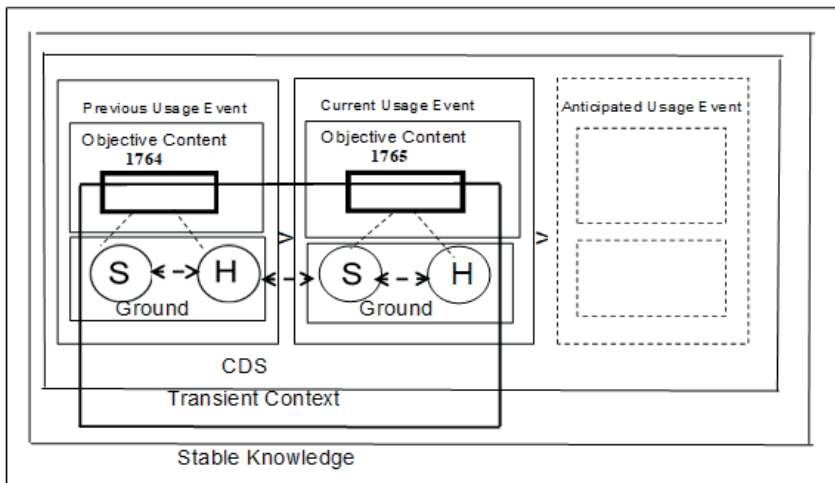 Previous Usage Event
Objective Content
1764
S
H
Ground
>
Current Usage Event
Objective Content
1765
S
H
Ground
>
Anticipated Usage Event
CDS
Transient Context
Stable Knowledge